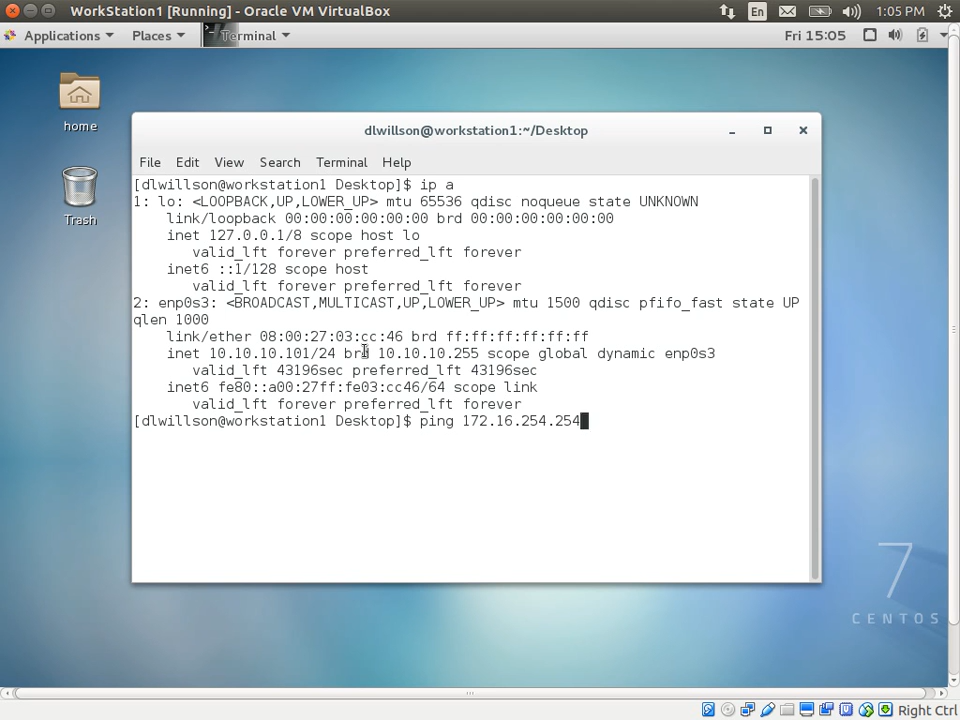 WorkStation1 [Running] - Oracle VM VirtualBox
En
1:05 PM
Applications
Places
Terminal
Fri 15:05
home
Trash
dlwillson@workstation1:~/Desktop
File Edit View Search Terminal Help
[dlwillson@workstation1 Desktop]$ ip a
1: lo: <LOOPBACK,UP,LOWER_UP> mtu 65536 qdisc noqueue state UNKNOWN
link/loopback 00:00:00:00:00:00 brd 00:00:00:00:00:00
inet 127.0.0.1/8 scope host lo
valid_lft forever preferred_lft forever
inet6 ::1/128 scope host
valid_lft forever preferred_lft forever
2: enp0s3: <BROADCAST,MULTICAST,UP,LOWER_UP> mtu 1500 qdisc pfifo_fast state UP
qlen 1000
link/ether 08:00:27:03:cc:46 brd ff:ff:ff:ff:ff:ff
inet 10.10.10.101/24 brd 10.10.10.255 scope global dynamic enp0s3
valid_lft 43196sec preferred_lft 43196sec
inet6 fe80::a00:27ff:fe03:cc46/64 scope link
valid_lft forever preferred_lft forever
[dlwillson@workstation1 Desktop]$ ping 172.16.254.254
7
CENTOS
Right Ctrl